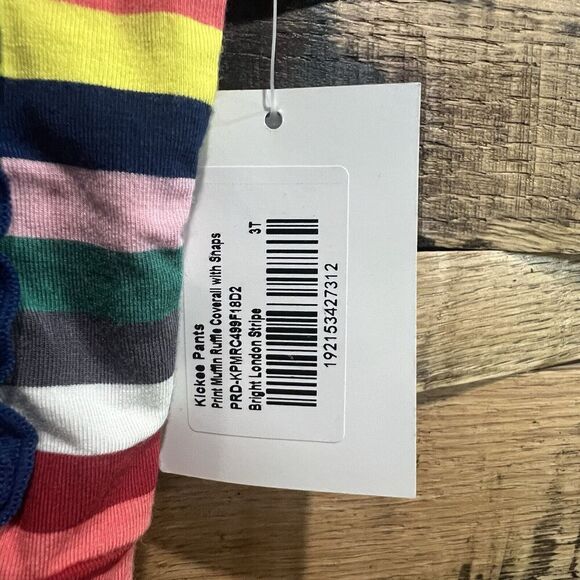 Kickee Pants
Print Muffin Ruffle Coverall with Snaps
PRD-KPMRC499F18D2
Bright London Stripe 3T
192153427312